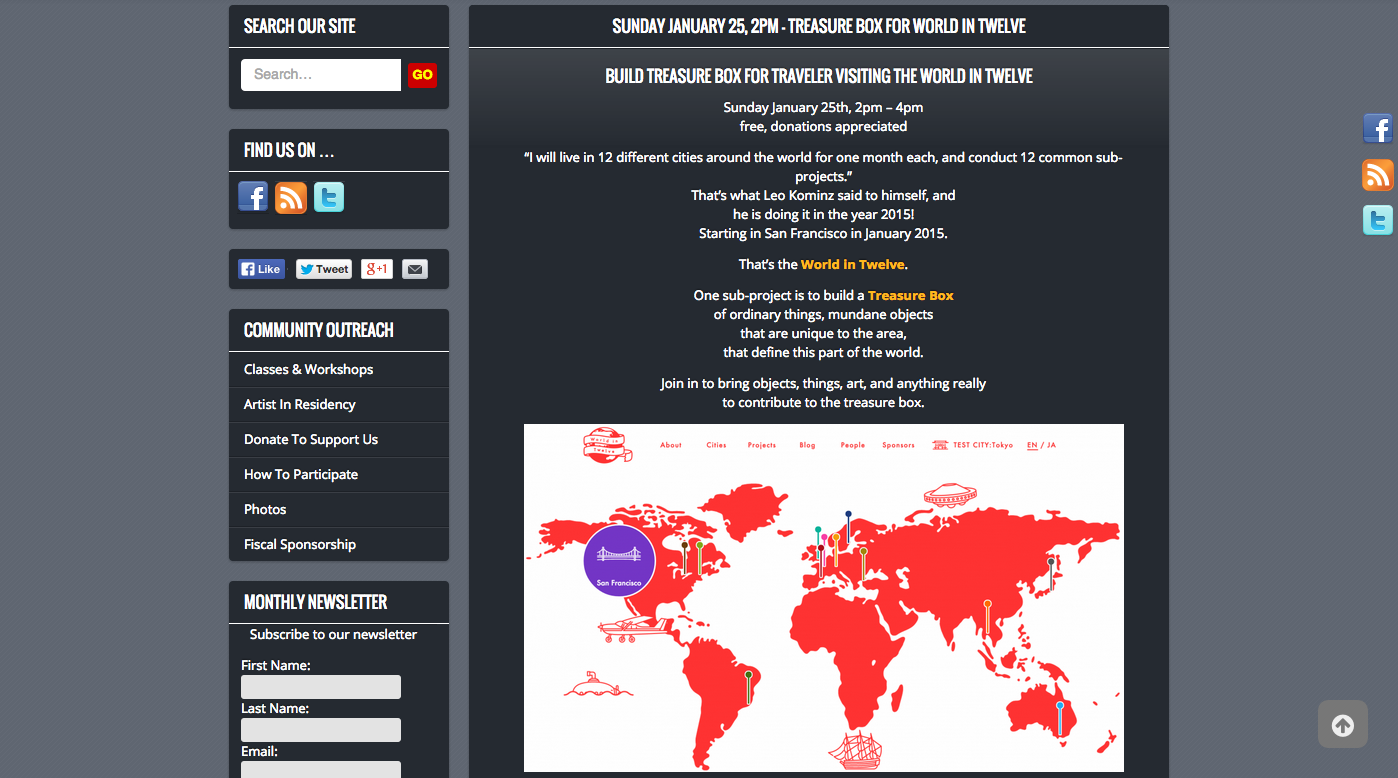 SEARCH OUR SITE
Search...
GO
FIND US ON ...
Like
Tweet
g+1
COMMUNITY OUTREACH
Classes & Workshops
Artist In Residency
Donate To Support Us
How To Participate
Photos
Fiscal Sponsorship
MONTHLY NEWSLETTER
Subscribe to our newsletter
First Name:
Last Name:
Email:
SUNDAY JANUARY 25, 2PM - TREASURE BOX FOR WORLD IN TWELVE
BUILD TREASURE BOX FOR TRAVELER VISITING THE WORLD IN TWELVE
Sunday January 25th, 2pm – 4pm
free, donations appreciated
“I will live in 12 different cities around the world for one month each, and conduct 12 common sub-
projects.”
That’s what Leo Kominz said to himself, and
he is doing it in the year 2015!
Starting in San Francisco in January 2015.
That’s the World in Twelve.
One sub-project is to build a Treasure Box
of ordinary things, mundane objects
that are unique to the area,
that define this part of the world.
Join in to bring objects, things, art, and anything really
to contribute to the treasure box.
World in
Twelve
About Cities Projects Blog People Sponsors TEST CITY:Tokyo EN / JA
San Francisco